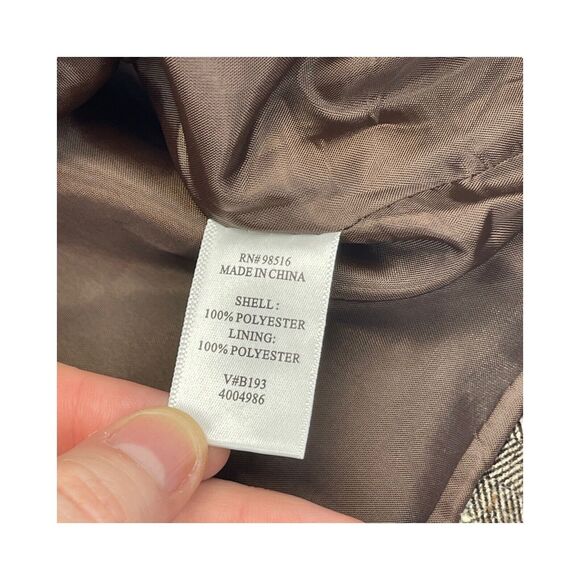 RN# 98516
MADE IN CHINA
SHELL :
100% POLYESTER
LINING:
100% POLYESTER
V#B193
4004986